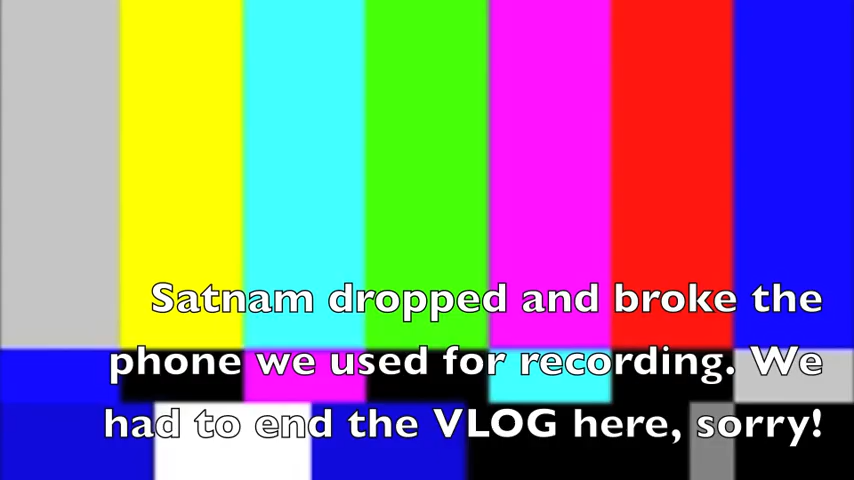 Satnam dropped and broke the
phone we used for recording. We
had to end the VLOG here, sorry!